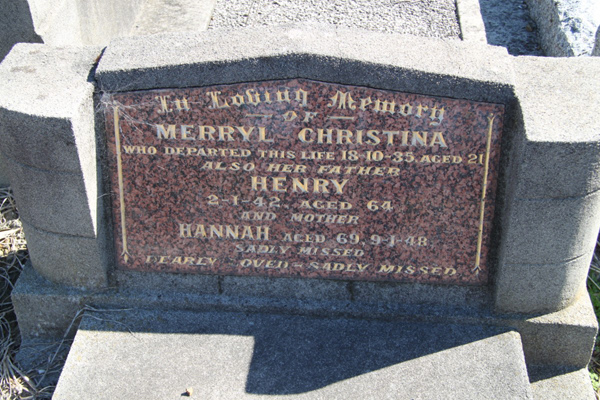 In Loving Memory
OF
MERRYL CHRISTINA
WHO DEPARTED THIS LIFE 18-10-35, AGED 21
ALSO HER FATHER
HENRY
2-1-42. AGED 64
AND MOTHER
HANNAH AGED 69. 9-1-48.
SADLY MISSED
DEARLY LOVED SADLY MISSED